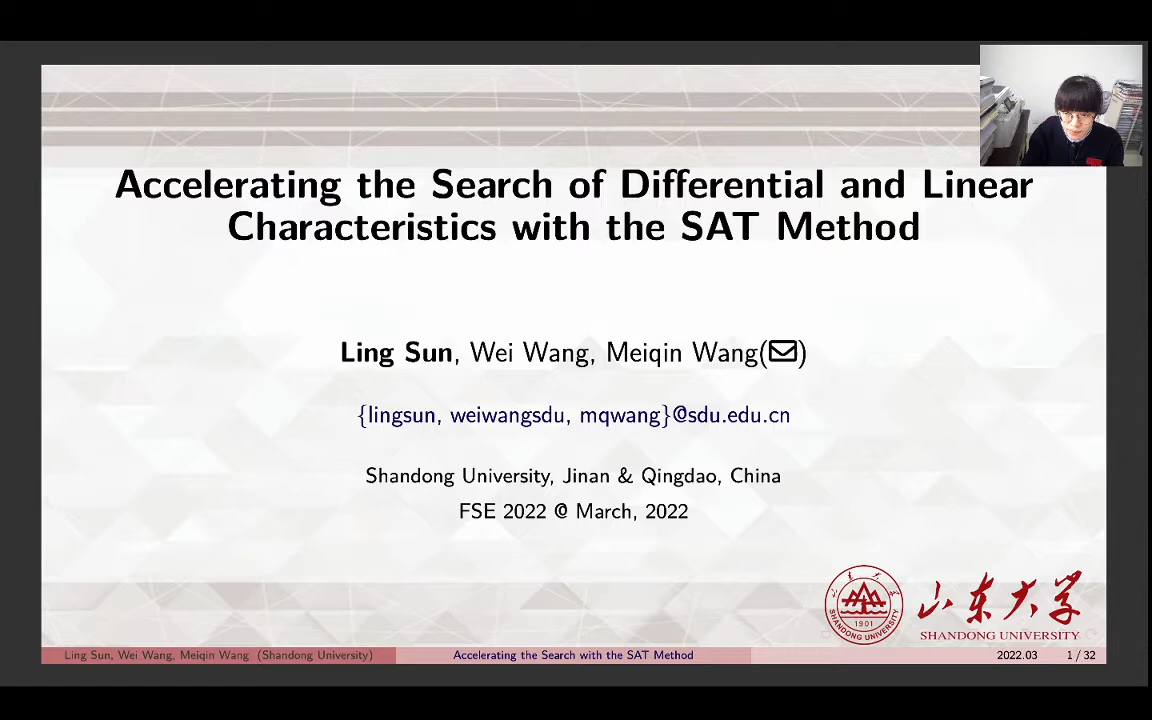 Accelerating the Search of Differential and Linear
Characteristics with the SAT Method
Ling Sun, Wei Wang, Meiqin Wang(✉)
{lingsun, weiwangsdu, mqwang}@sdu.edu.cn
Shandong University, Jinan & Qingdao, China
FSE 2022 @ March, 2022
山东大学
SHANDONG UNIVERSITY
1901
SHANDONG UNIVERSITY
Ling Sun, Wei Wang, Meiqin Wang (Shandong University)
Accelerating the Search with the SAT Method
2022.03
1 / 32